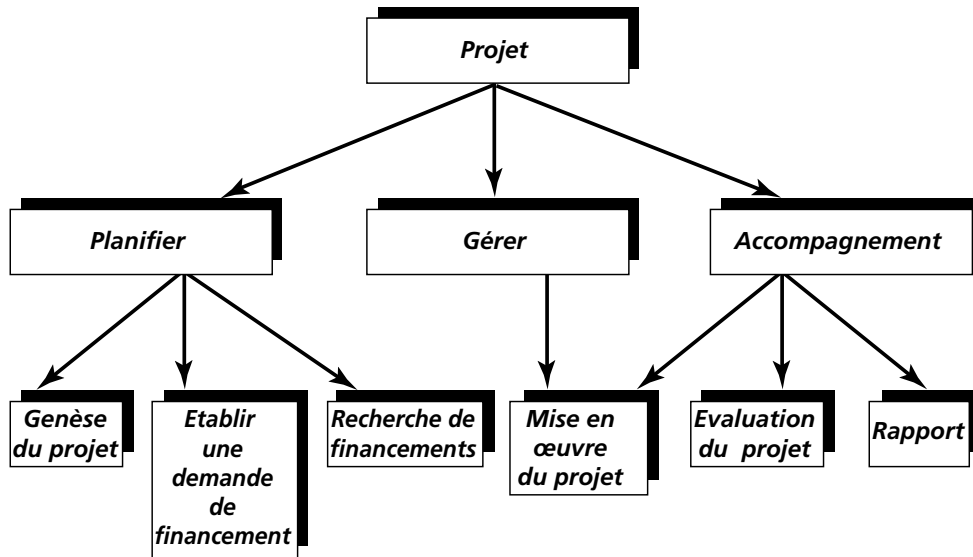 Projet
Planifier
Gérer
Accompagnement
Genèse
du projet
Etablir
une
demande
de
financement
Recherche de
financements
Mise en
œuvre
du projet
Evaluation
du projet
Rapport